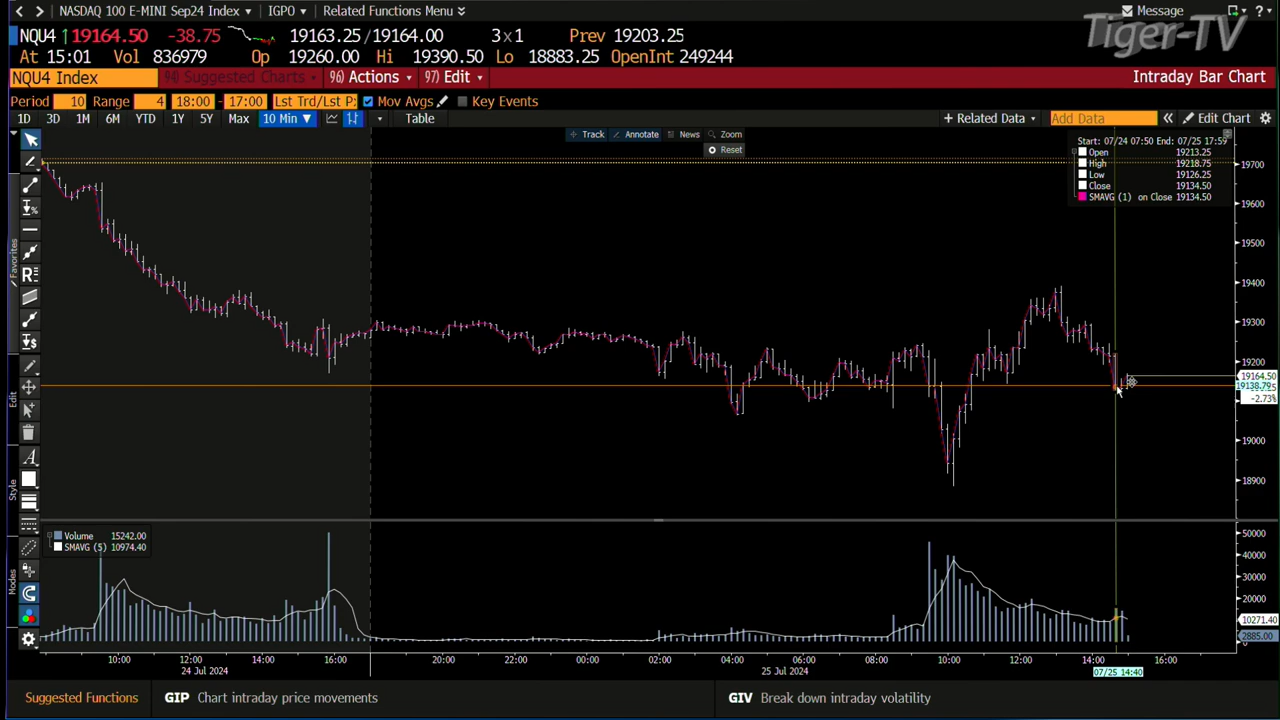 NASDAQ 100 E-MINI Sep24 Index IGPO Related Functions Menu Message
Tiger-TV
NQU4 19164.50 -38.75 19163.25/19164.00 3x1 Prev 19203.25
At 15:01 Vol 836979 Op 19260.00 Hi 19390.50 Lo 18883.25 OpenInt 249244
NQU4 Index 94) Suggested Charts 96) Actions 97) Edit Intraday Bar Chart
Period 10 Range 4 18:00 - 17:00 Lst Trd/Lst Px Mov Avgs Key Events
1D 3D 1M 6M YTD 1Y 5Y Max 10 Min Table + Related Data Add Data Edit Chart
Track Annotate News Zoom
Reset
Start: 07/24 07:50 End: 07/25 17:59
Open 19213.25
High 19218.75
Low 19126.25
Close 19134.50
SMAVG (1) on Close 19134.50
19700
19600
19500
19400
19300
19200
19164.50
19138.79
-2.73%
19000
18900
Favorites
Edit
Style
Modes
Volume 15242.00
SMAVG (5) 10974.40
50000
40000
30000
20000
10271.40
2885.00
0
10:00 12:00 14:00 16:00 20:00 22:00 00:00 02:00 04:00 06:00 08:00 10:00 12:00 14:00 16:00
24 Jul 2024 25 Jul 2024 07/25 14:40
Suggested Functions GIP Chart intraday price movements GIV Break down intraday volatility